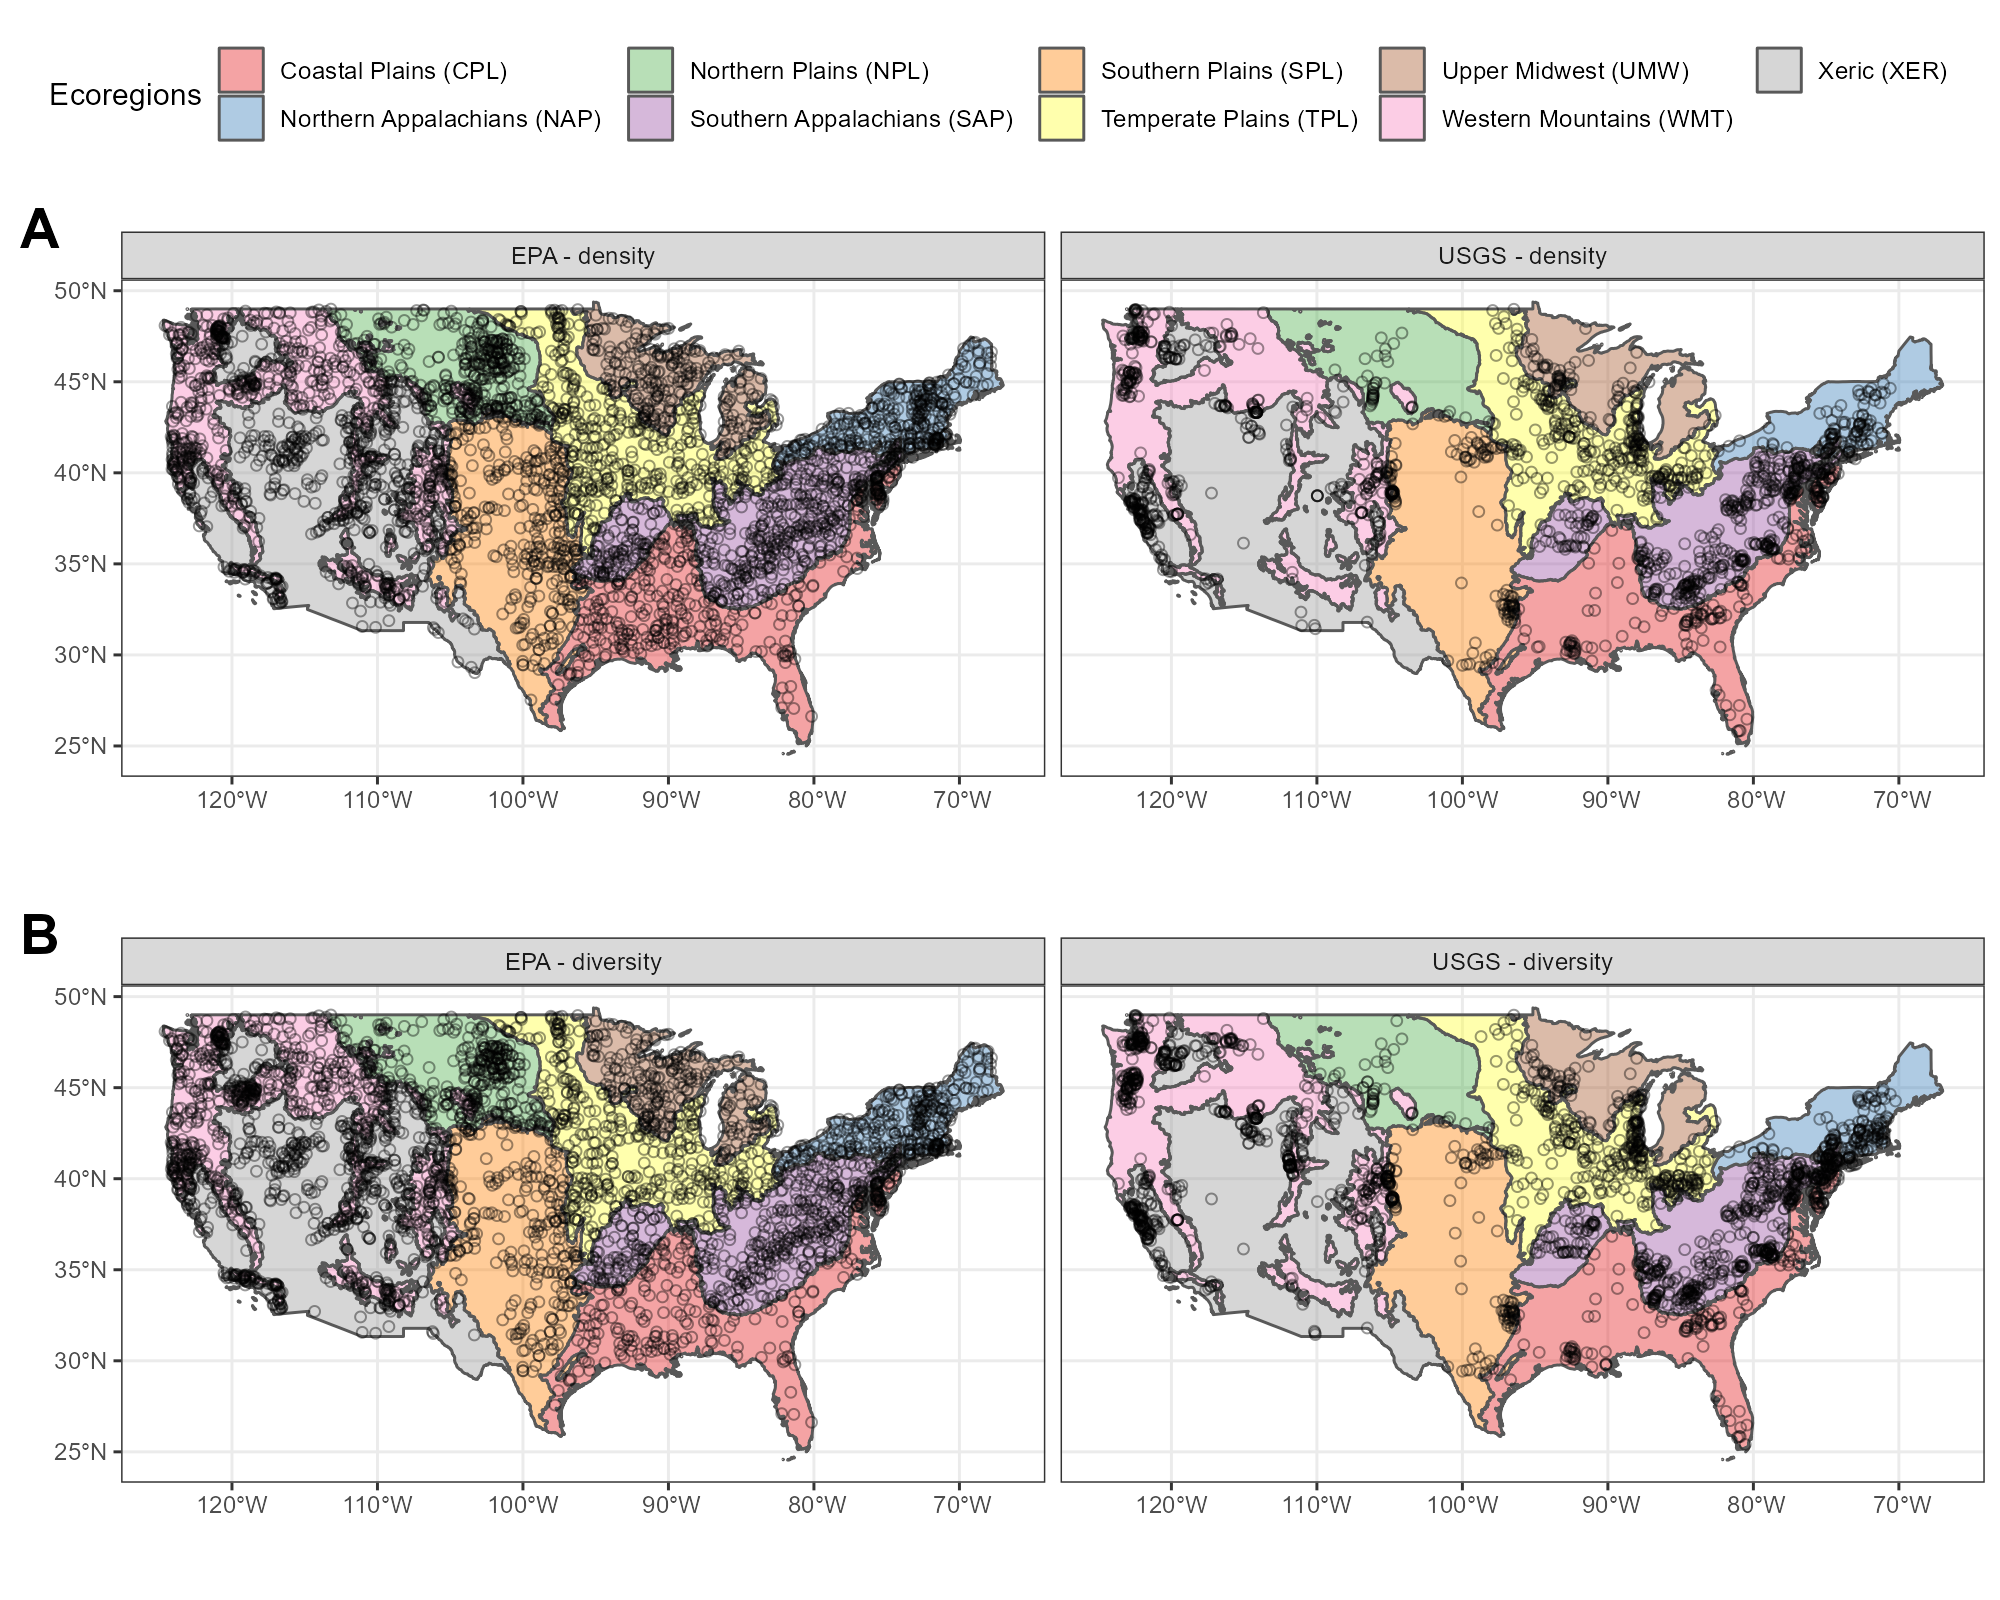 Ecoregions
Coastal Plains (CPL)
Northern Plains (NPL)
Southern Plains (SPL)
Upper Midwest (UMW)
Xeric (XER)
Northern Appalachians (NAP)
Southern Appalachians (SAP)
Temperate Plains (TPL)
Western Mountains (WMT)
A
EPA - density
USGS - density
50°N
45°N
40°N
35°N
30°N
25°N
120°W 110°W 100°W 90°W 80°W 70°W
120°W 110°W 100°W 90°W 80°W 70°W
B
EPA - diversity
USGS - diversity
50°N
45°N
40°N
35°N
30°N
25°N
120°W 110°W 100°W 90°W 80°W 70°W
120°W 110°W 100°W 90°W 80°W 70°W